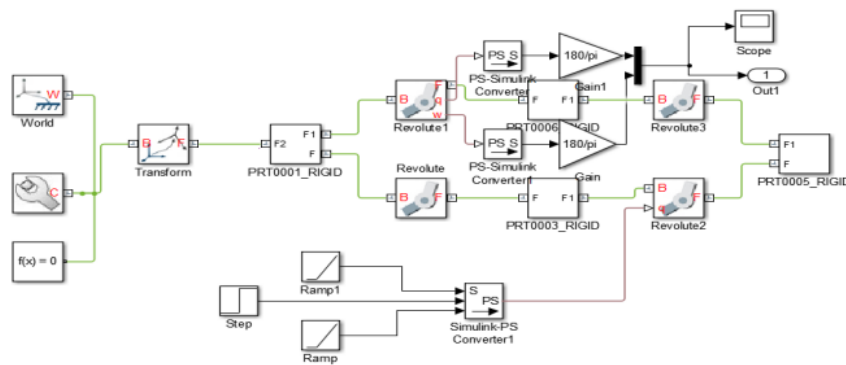 World
W
C
f(x) = 0
B
F
Transform
F2
F1
F
PRT0001_RIGID
B
F
q
w
Revolute1
PS S
PS-Simulink
Converter
180/pi
Gain1
F
F1
PRT0006_RIGID
PS S
PS-Simulink
Converter1
180/pi
Gain
Scope
1
Out1
B
F
Revolute3
F1
F
PRT0005_RIGID
Revolute
B
F
F
F1
PRT0003_RIGID
B
q
F
Revolute2
Ramp1
Step
Ramp
S
PS
Simulink-PS
Converter1